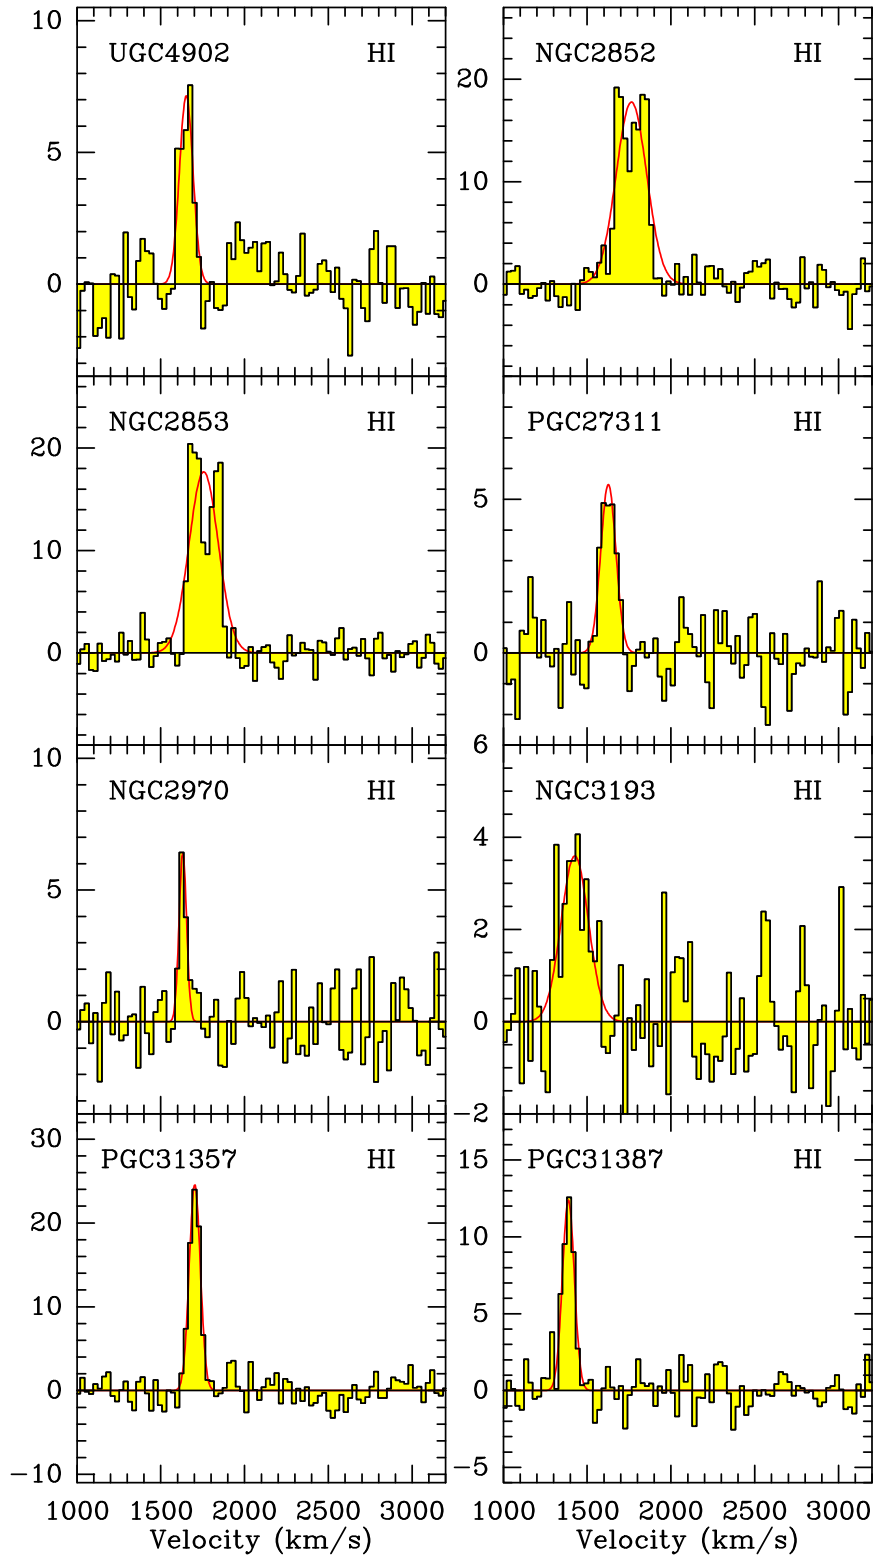 10
UGC4902 HI
5
0
NGC2852 HI
20
10
0
NGC2853 HI
20
10
0
PGC27311 HI
5
0
NGC2970 HI
10
5
0
6
NGC3193 HI
4
2
0
−2
30
PGC31357 HI
20
10
0
−10
PGC31387 HI
15
10
5
0
−5
1000 1500 2000 2500 3000
Velocity (km/s)
1000 1500 2000 2500 3000
Velocity (km/s)